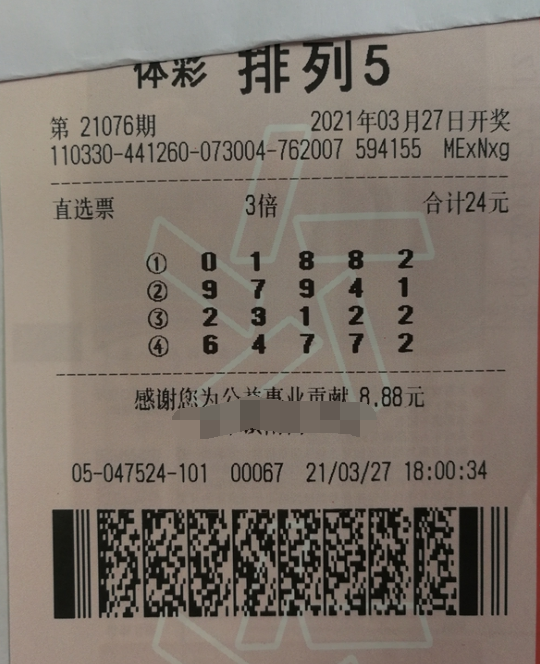 体彩 排列5
第 21076期 2021年03月27日开奖
110330-441260-073004-762007 594155 MExNxg
直选票 3倍 合计24元
① 0 1 8 8 2
② 9 7 9 4 1
③ 2 3 1 2 2
④ 6 4 7 7 2
感谢您为公益事业贡献 8.88元
05-047524-101 00067 21/03/27 18:00:34